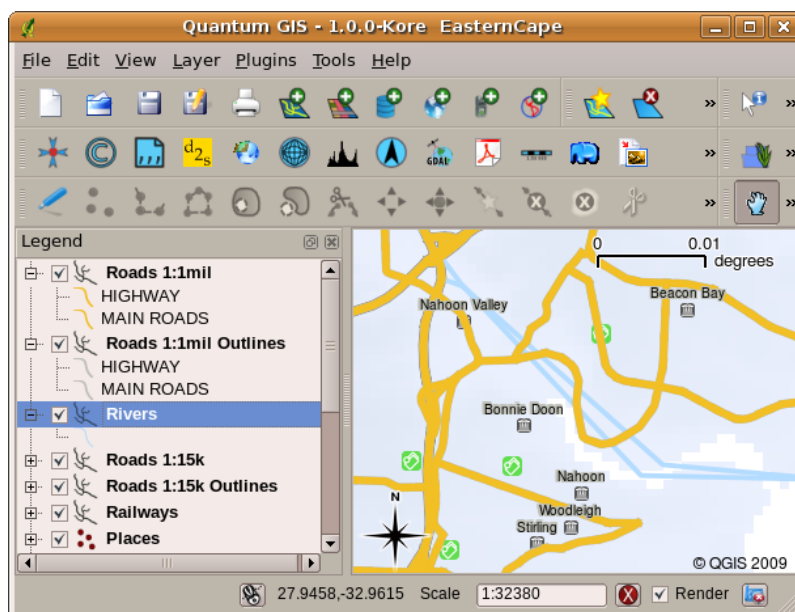 Quantum GIS - 1.0.0-Kore EasternCape
File Edit View Layer Plugins Tools Help
d2s
GDAL
Legend
Roads 1:1mil
HIGHWAY
MAIN ROADS
Roads 1:1mil Outlines
HIGHWAY
MAIN ROADS
Rivers
Roads 1:15k
Roads 1:15k Outlines
Railways
Places
0 0.01
degrees
Nahoon Valley
Beacon Bay
Bonnie Doon
Nahoon
Woodleigh
Stirling
N
© QGIS 2009
27.9458,-32.9615 Scale 1:32380 Render